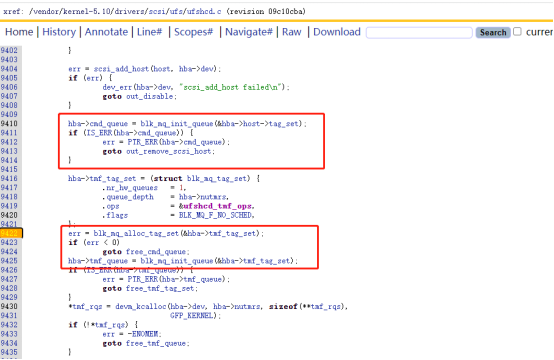 xref: /vendor/kernel-5.10/drivers/scsi/ufs/ufshcd.c (revision 09c10cba)
Home | History | Annotate | Line# | Scopes# | Navigate# | Raw | Download Search curren
9402 }
9403
9404 err = scsi_add_host(host, hba->dev);
9405 if (err) {
9406 dev_err(hba->dev, "scsi_add_host failed\n");
9407 goto out_disable;
9408 }
9409
9410 hba->cmd_queue = blk_mq_init_queue(&hba->host->tag_set);
9411 if (IS_ERR(hba->cmd_queue)) {
9412 err = PTR_ERR(hba->cmd_queue);
9413 goto out_remove_scsi_host;
9414 }
9415
9416 hba->tmf_tag_set = (struct blk_mq_tag_set) {
9417 .nr_hw_queues = 1,
9418 .queue_depth = hba->nutmrs,
9419 .ops = &ufshcd_tmf_ops,
9420 .flags = BLK_MQ_F_NO_SCHED,
9421 };
9422 err = blk_mq_alloc_tag_set(&hba->tmf_tag_set);
9423 if (err < 0)
9424 goto free_cmd_queue;
9425 hba->tmf_queue = blk_mq_init_queue(&hba->tmf_tag_set);
9426 if (IS_ERR(hba->tmf_queue)) {
9427 err = PTR_ERR(hba->tmf_queue);
9428 goto free_tmf_tag_set;
9429 }
9430 *tmf_rqs = devm_kcalloc(hba->dev, hba->nutmrs, sizeof(**tmf_rqs),
9431 GFP_KERNEL);
9432 if (!*tmf_rqs) {
9433 err = -ENOMEM;
9434 goto free_tmf_queue;
9435 }